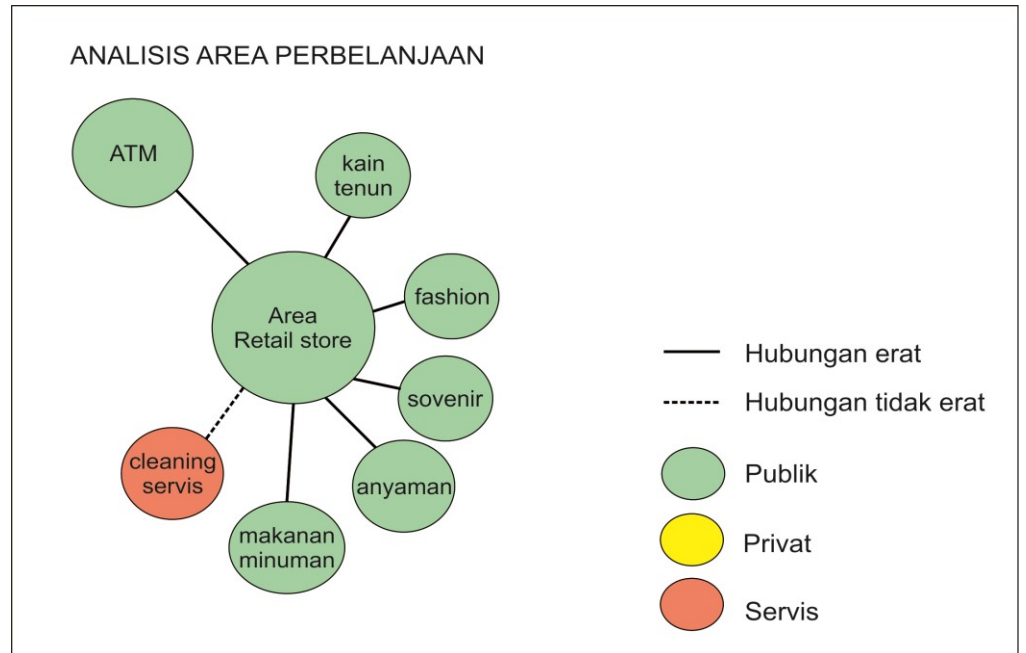 ANALISIS AREA PERBELANJAAN
ATM
kain
tenun
fashion
Area
Retail store
sovenir
anyaman
cleaning
servis
makanan
minuman
Hubungan erat
Hubungan tidak erat
Publik
Privat
Servis